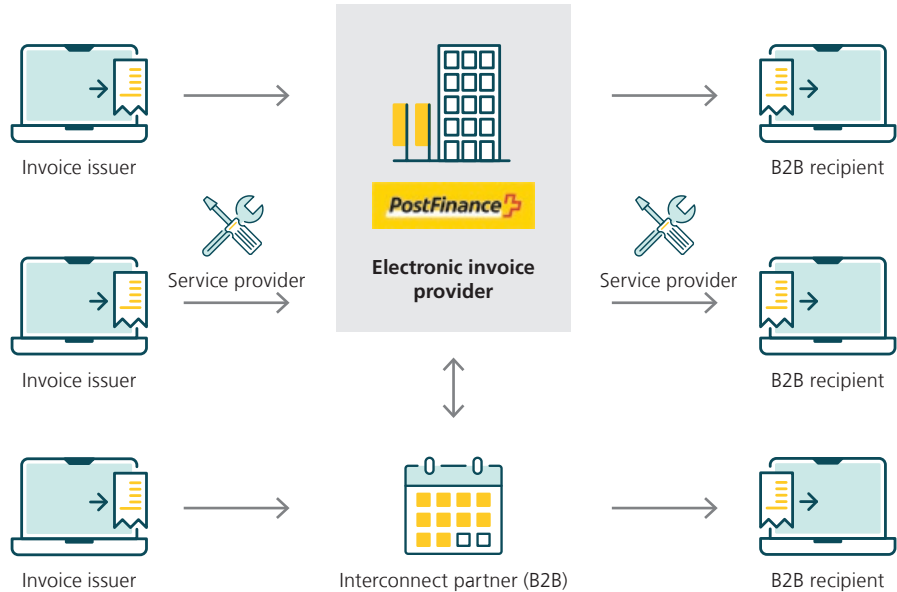 Invoice issuer
B2B recipient
PostFinance
Electronic invoice
provider
Service provider
Service provider
Invoice issuer
B2B recipient
Invoice issuer
Interconnect partner (B2B)
B2B recipient